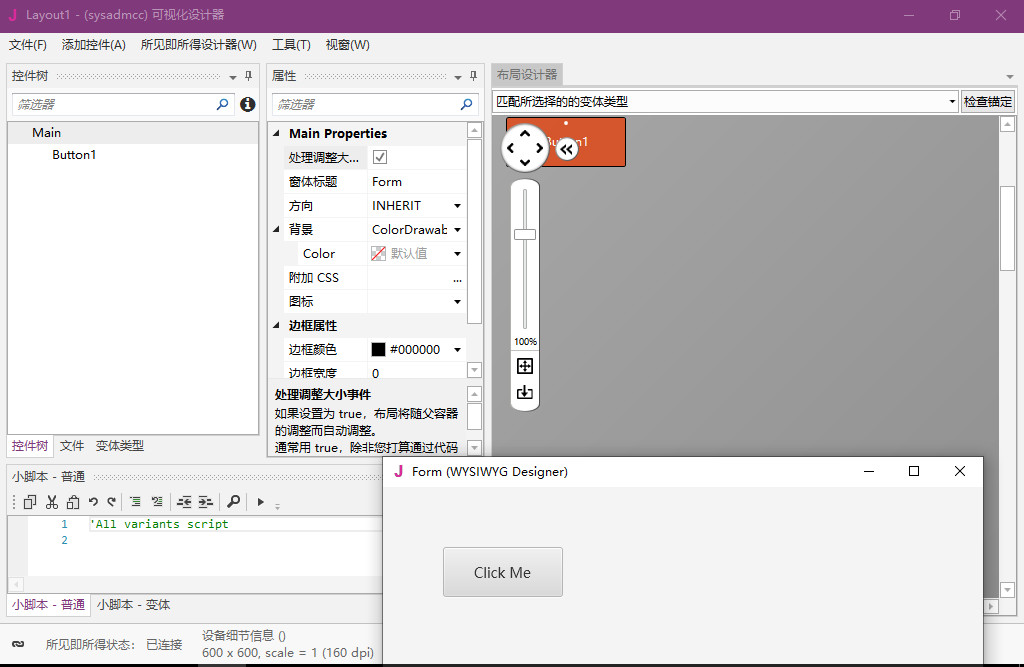 Layout1 - (sysadmcc) 可视化设计器
文件(F) 添加控件(A) 所见即所得设计器(W) 工具(T) 视窗(W)
控件树
筛选器
Main
Button1
控件树 文件 变体类型
属性
筛选器
Main Properties
处理调整大...
窗体标题 Form
方向 INHERIT
背景 ColorDrawab
Color 默认值
附加 CSS ...
图标
边框属性
边框颜色 #000000
边框宽度 0
处理调整大小事件
如果设置为 true，布局将随父容器
的调整而自动调整。
通常用 true，除非您打算通过代码
布局设计器
匹配所选择的的变体类型 检查锚定
Button1
100%
小脚本 - 普通
1 'All variants script
2
小脚本 - 普通 小脚本 - 变体
所见即所得状态： 已连接
设备细节信息 ()
600 x 600, scale = 1 (160 dpi)
Form (WYSIWYG Designer)
Click Me